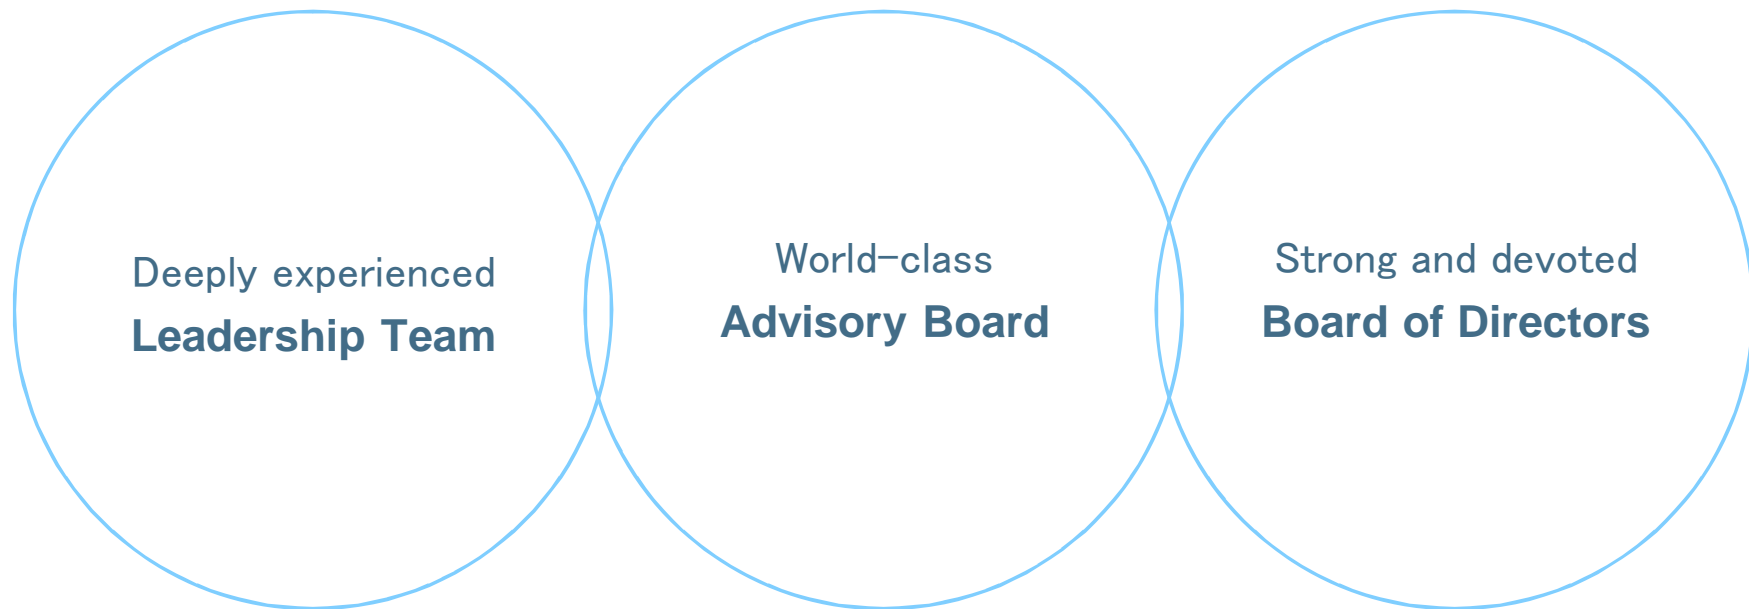 Deeply experienced
Leadership Team
World-class
Advisory Board
Strong and devoted
Board of Directors